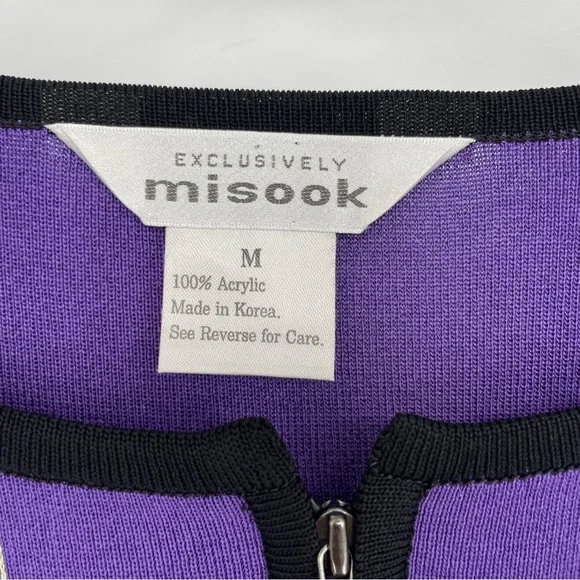 EXCLUSIVELY
misook
M
100% Acrylic
Made in Korea.
See Reverse for Care.